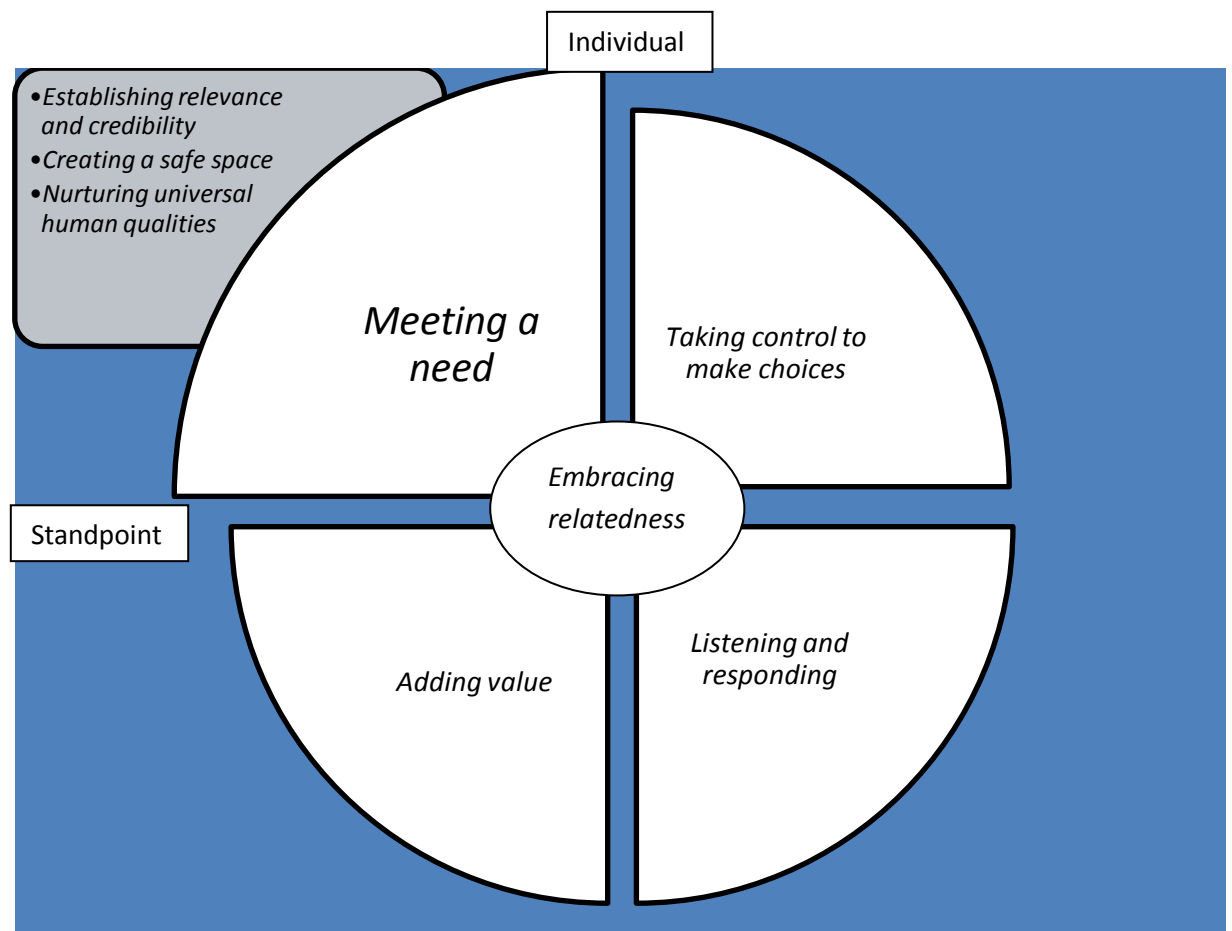 Individual
•Establishing relevance
and credibility
•Creating a safe space
•Nurturing universal
human qualities
Meeting a
need
Taking control to
make choices
Embracing
relatedness
Standpoint
Adding value
Listening and
responding